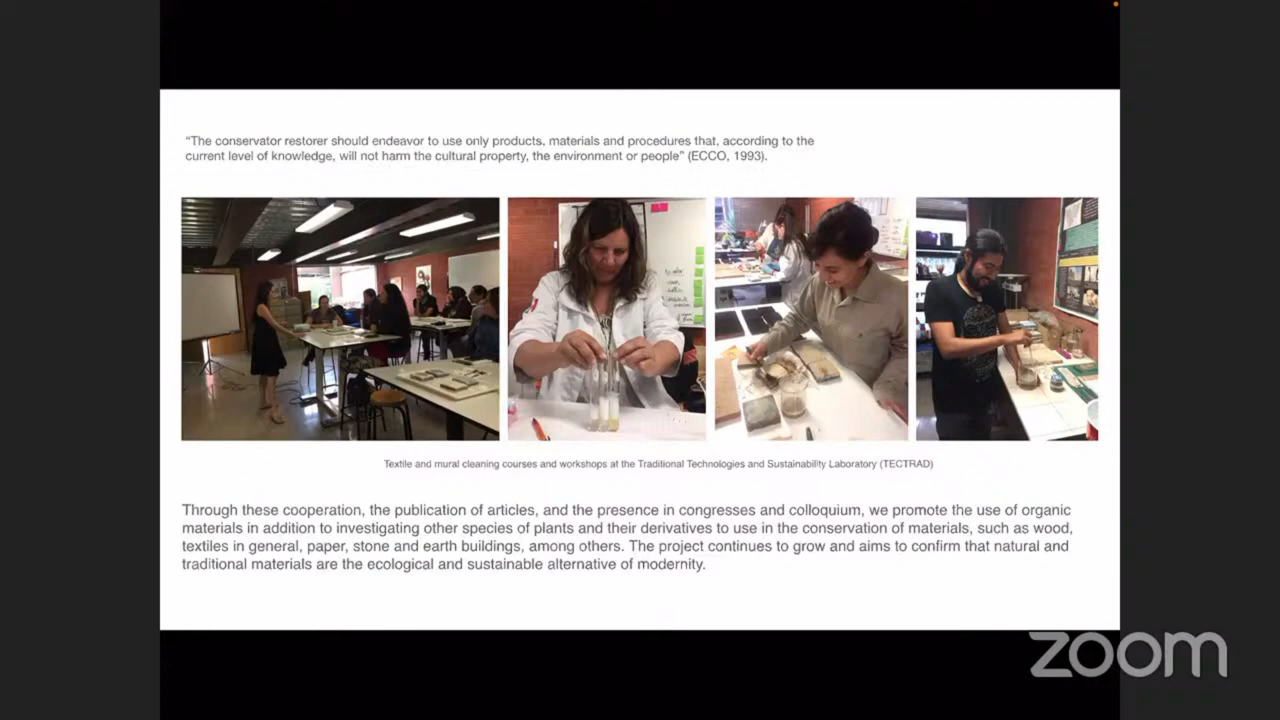 “The conservator restorer should endeavor to use only products, materials and procedures that, according to the
current level of knowledge, will not harm the cultural property, the environment or people” (ECCO, 1993).
Textile and mural cleaning courses and workshops at the Traditional Technologies and Sustainability Laboratory (TECTRAD)
Through these cooperation, the publication of articles, and the presence in congresses and colloquium, we promote the use of organic
materials in addition to investigating other species of plants and their derivatives to use in the conservation of materials, such as wood,
textiles in general, paper, stone and earth buildings, among others. The project continues to grow and aims to confirm that natural and
traditional materials are the ecological and sustainable alternative of modernity.
zoom